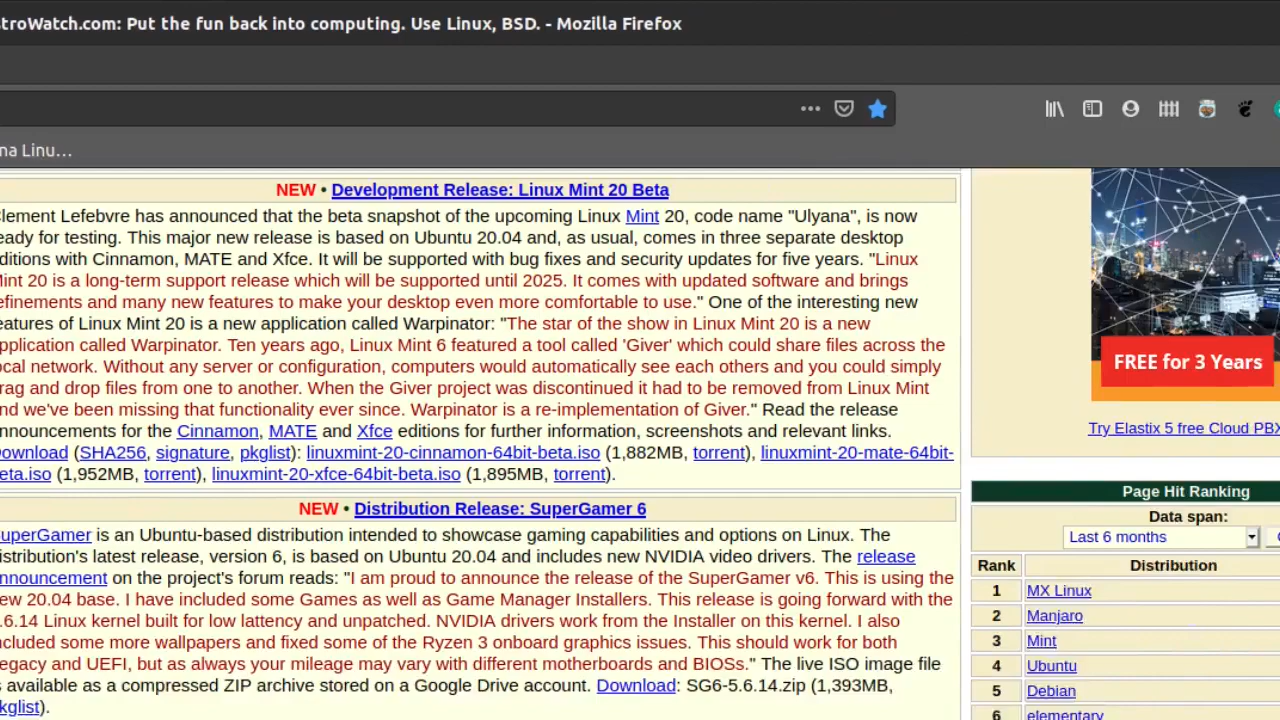 stroWatch.com: Put the fun back into computing. Use Linux, BSD. - Mozilla Firefox
na Linu…
NEW • Development Release: Linux Mint 20 Beta
lement Lefebvre has announced that the beta snapshot of the upcoming Linux Mint 20, code name "Ulyana", is now
eady for testing. This major new release is based on Ubuntu 20.04 and, as usual, comes in three separate desktop
ditions with Cinnamon, MATE and Xfce. It will be supported with bug fixes and security updates for five years. "Linux
int 20 is a long-term support release which will be supported until 2025. It comes with updated software and brings
efinements and many new features to make your desktop even more comfortable to use." One of the interesting new
eatures of Linux Mint 20 is a new application called Warpinator: "The star of the show in Linux Mint 20 is a new
pplication called Warpinator. Ten years ago, Linux Mint 6 featured a tool called 'Giver' which could share files across the
ocal network. Without any server or configuration, computers would automatically see each others and you could simply
rag and drop files from one to another. When the Giver project was discontinued it had to be removed from Linux Mint
nd we've been missing that functionality ever since. Warpinator is a re-implementation of Giver." Read the release
nnouncements for the Cinnamon, MATE and Xfce editions for further information, screenshots and relevant links.
ownload (SHA256, signature, pkglist): linuxmint-20-cinnamon-64bit-beta.iso (1,882MB, torrent), linuxmint-20-mate-64bit-
eta.iso (1,952MB, torrent), linuxmint-20-xfce-64bit-beta.iso (1,895MB, torrent).
NEW • Distribution Release: SuperGamer 6
uperGamer is an Ubuntu-based distribution intended to showcase gaming capabilities and options on Linux. The
istribution's latest release, version 6, is based on Ubuntu 20.04 and includes new NVIDIA video drivers. The release
nnouncement on the project's forum reads: "I am proud to announce the release of the SuperGamer v6. This is using the
ew 20.04 base. I have included some Games as well as Game Manager Installers. This release is going forward with the
.6.14 Linux kernel built for low lattency and unpatched. NVIDIA drivers work from the Installer on this kernel. I also
ncluded some more wallpapers and fixed some of the Ryzen 3 onboard graphics issues. This should work for both
egacy and UEFI, but as always your mileage may vary with different motherboards and BIOSs." The live ISO image file
s available as a compressed ZIP archive stored on a Google Drive account. Download: SG6-5.6.14.zip (1,393MB,
kglist).
FREE for 3 Years
Try Elastix 5 free Cloud PBX
Page Hit Ranking
Data span:
Last 6 months
Rank Distribution
1 MX Linux
2 Manjaro
3 Mint
4 Ubuntu
5 Debian
6 elementary